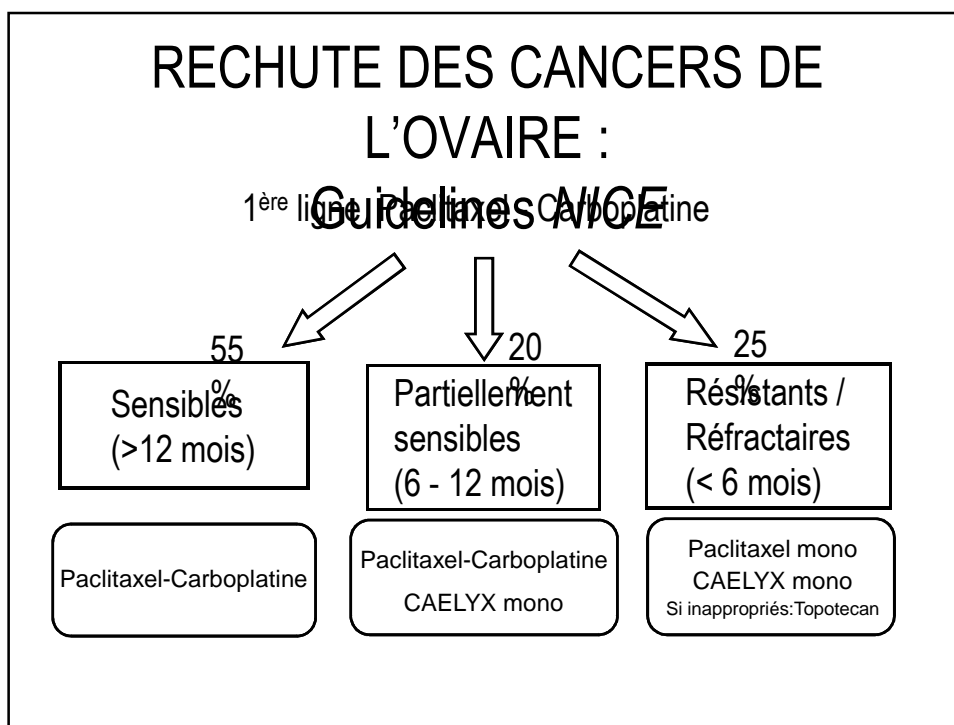 RECHUTE DES CANCERS DE
L'OVAIRE :
Guidelines NICE
1ère ligne Paclitaxel - Carboplatine
55
%
20
%
25
%
Sensibles
(>12 mois)
Partiellement
sensibles
(6 - 12 mois)
Résistants /
Réfractaires
(< 6 mois)
Paclitaxel-Carboplatine
Paclitaxel-Carboplatine
CAELYX mono
Paclitaxel mono
CAELYX mono
Si inappropriés:Topotecan